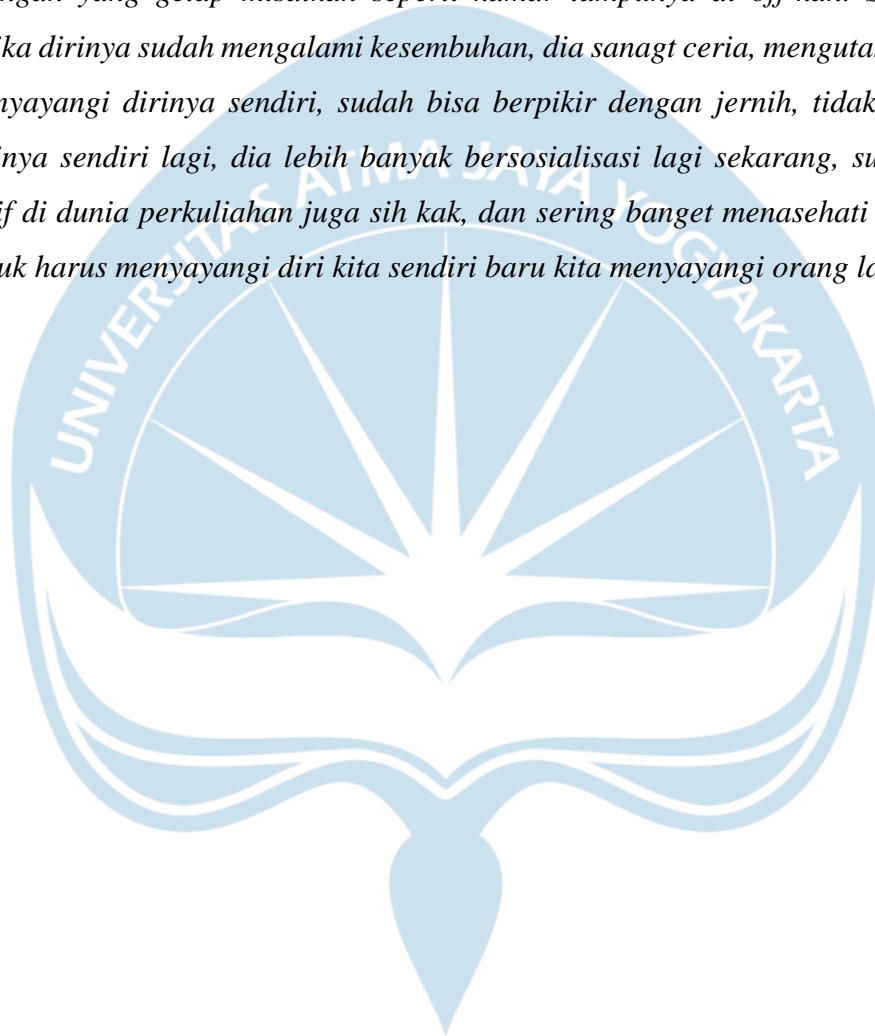 ngan yang gelap misalkan seperti kamar lampunya di off-kan. S
ika dirinya sudah mengalami kesembuhan, dia sanagt ceria, menguta
nyayangi dirinya sendiri, sudah bisa berpikir dengan jernih, tidak
inya sendiri lagi, dia lebih banyak bersosialisasi lagi sekarang, su
if di dunia perkuliahan juga sih kak, dan sering banget menasehati
uk harus menyayangi diri kita sendiri baru kita menyayangi orang la
UNIVERSITAS ATMA JAYA YOGYAKARTA